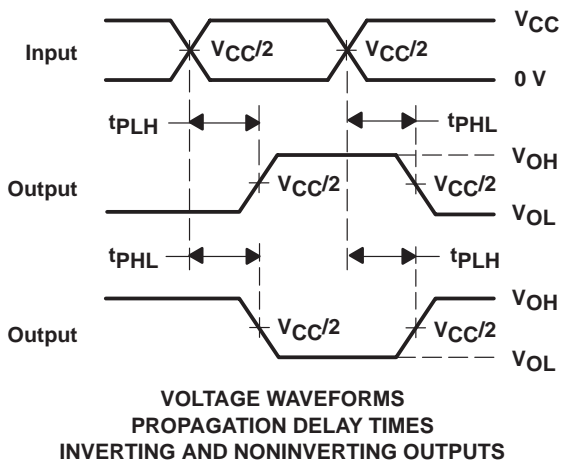 VCC
Input VCC/2 VCC/2
0 V
tPLH tPHL
VOH
Output VCC/2 VCC/2
VOL
tPHL tPLH
VOH
Output VCC/2 VCC/2
VOL
VOLTAGE WAVEFORMS
PROPAGATION DELAY TIMES
INVERTING AND NONINVERTING OUTPUTS